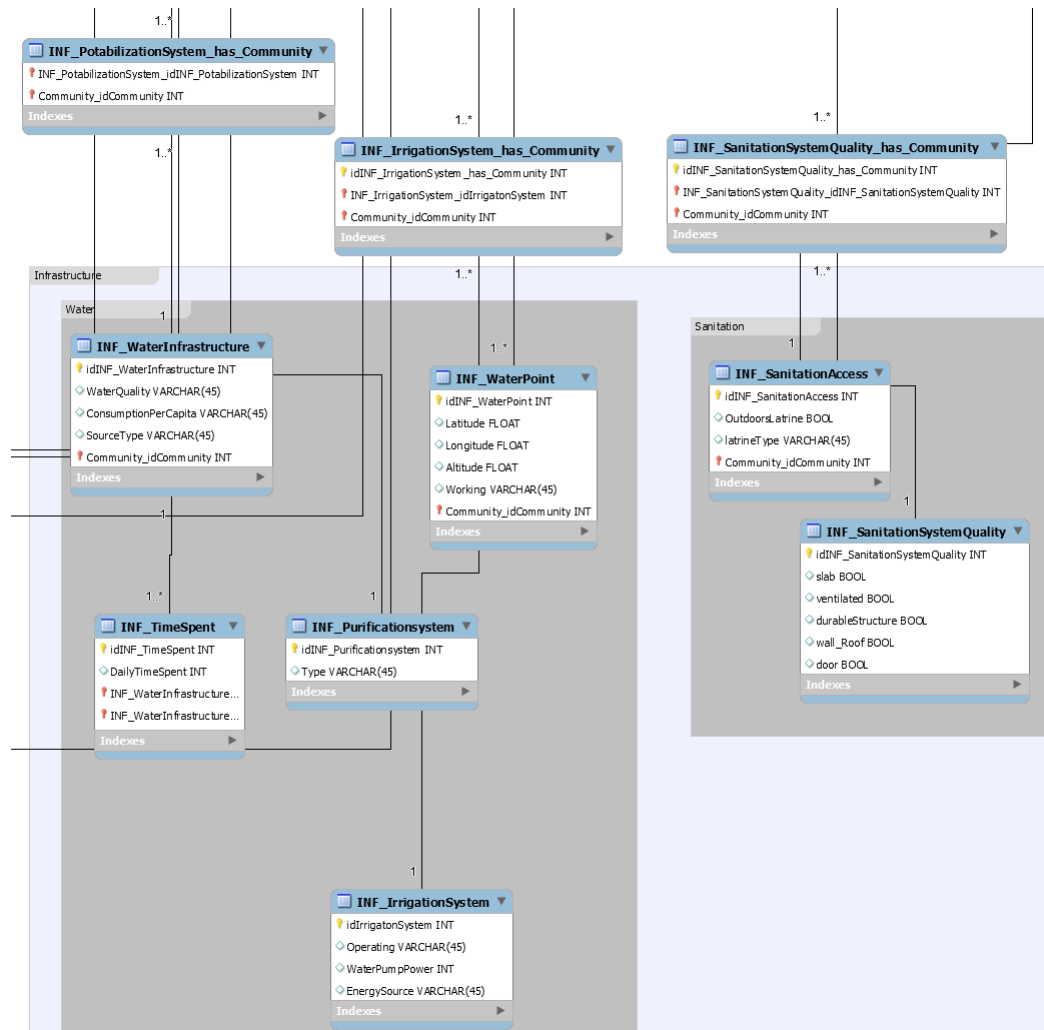 1..*
INF_PotabilizationSystem_has_Community
INF_PotabilizationSystem_idINF_PotabilizationSystem INT
Community_idCommunity INT
Indexes
1..*
1..*
INF_IrrigationSystem_has_Community
idINF_IrrigationSystem_has_Community INT
INF_IrrigationSystem_idIrrigatonSystem INT
Community_idCommunity INT
Indexes
1..*
1..*
INF_SanitationSystemQuality_has_Community
idINF_SanitationSystemQuality_has_Community INT
INF_SanitationSystemQuality_idINF_SanitationSystemQuality INT
Community_idCommunity INT
Indexes
1..*
Infrastructure
Water
1
INF_WaterInfrastructure
idINF_WaterInfrastructure INT
WaterQuality VARCHAR(45)
ConsumptionPerCapita VARCHAR(45)
SourceType VARCHAR(45)
Community_idCommunity INT
Indexes
1
1..*
1..*
INF_WaterPoint
idINF_WaterPoint INT
Latitude FLOAT
Longitude FLOAT
Altitude FLOAT
Working VARCHAR(45)
Community_idCommunity INT
Indexes
Sanitation
1
INF_SanitationAccess
idINF_SanitationAccess INT
OutdoorsLatrine BOOL
latrineType VARCHAR(45)
Community_idCommunity INT
Indexes
1
INF_SanitationSystemQuality
idINF_SanitationSystemQuality INT
slab BOOL
ventilated BOOL
durableStructure BOOL
wall_Roof BOOL
door BOOL
Indexes
INF_TimeSpent
idINF_TimeSpent INT
DailyTimeSpent INT
INF_WaterInfrastructure...
INF_WaterInfrastructure...
Indexes
1
INF_Purificationsystem
idINF_Purificationsystem INT
Type VARCHAR(45)
Indexes
1
INF_IrrigationSystem
idIrrigatonSystem INT
Operating VARCHAR(45)
WaterPumpPower INT
EnergySource VARCHAR(45)
Indexes